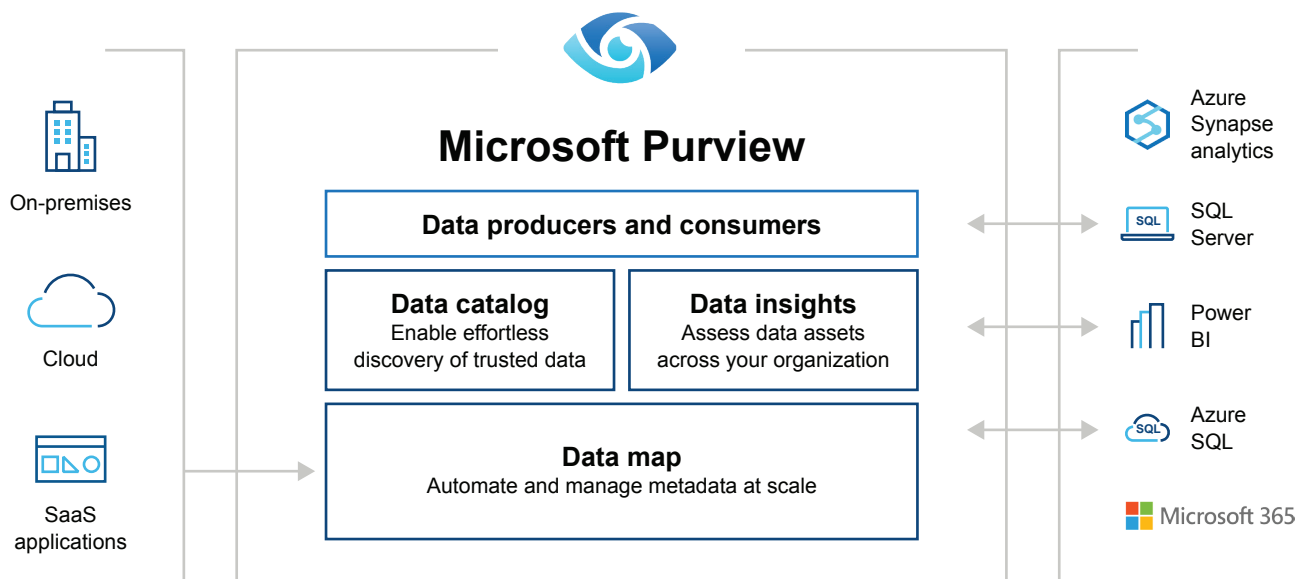 Microsoft Purview
On-premises
Cloud
SaaS
applications
Data producers and consumers
Data catalog
Enable effortless
discovery of trusted data
Data insights
Assess data assets
across your organization
Data map
Automate and manage metadata at scale
Azure
Synapse
analytics
SQL
SQL
Server
Power
BI
SQL
Azure
SQL
Microsoft 365